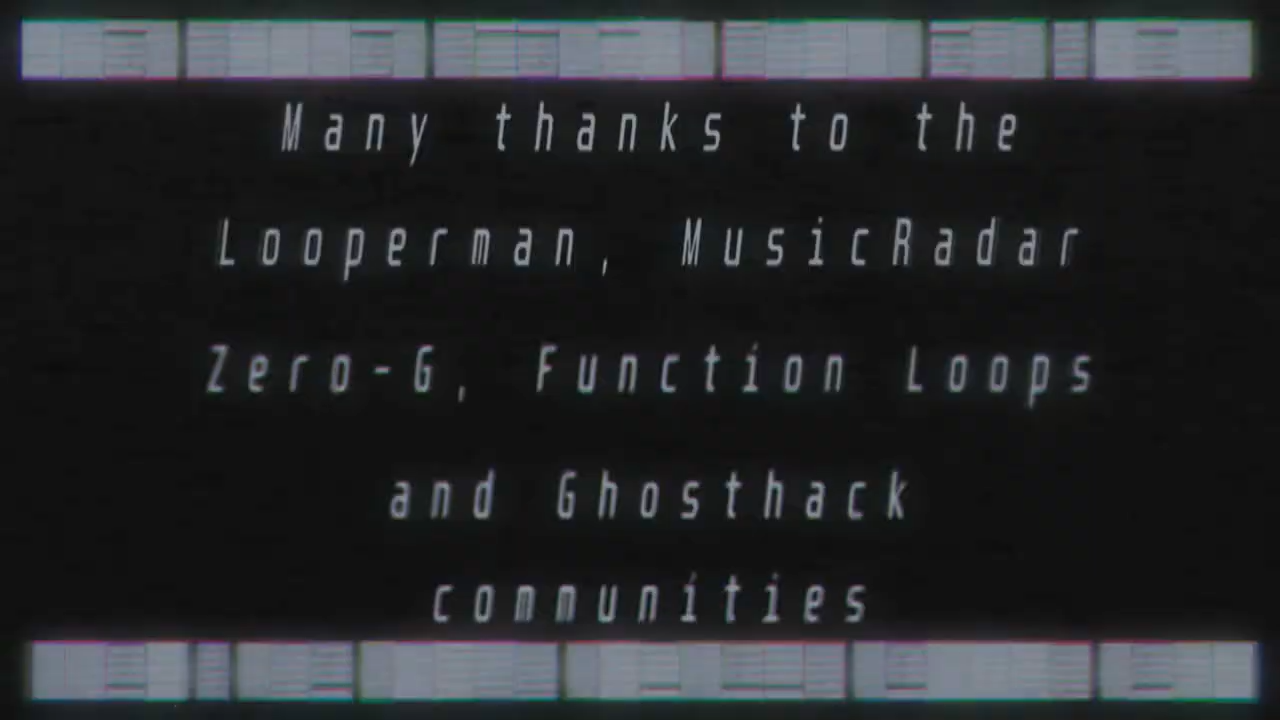 Many thanks to the
Looperman, MusicRadar
Zero-G, Function Loops
and Ghosthack
communities